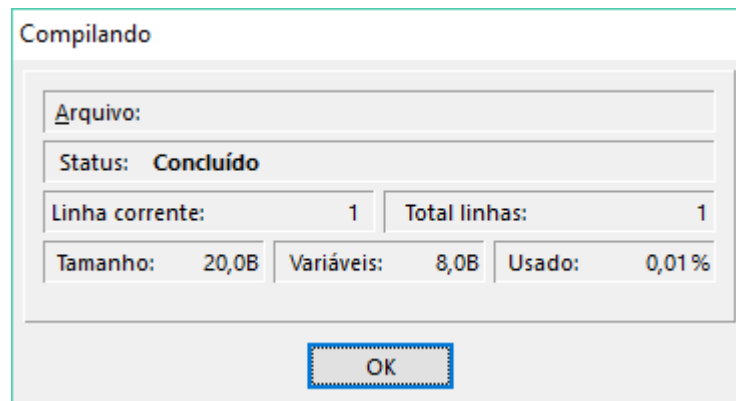 Compilando
Arquivo:
Status: Concluído
Linha corrente: 1 Total linhas: 1
Tamanho: 20,0B Variáveis: 8,0B Usado: 0,01%
OK